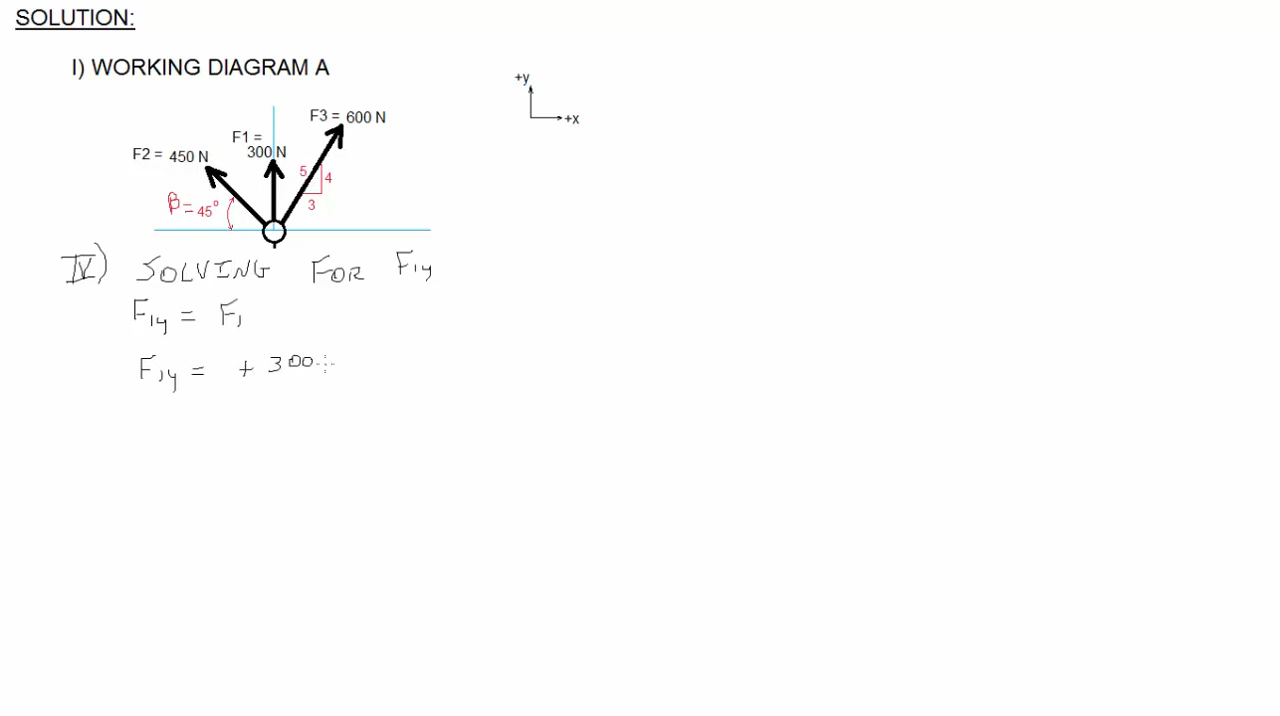 SOLUTION:
I) WORKING DIAGRAM A
+y
+x
F3 = 600 N
F1 =
300 N
F2 = 450 N
5
4
β = 45°
3
IV) SOLVING FOR F1y
F1y = F1
F1y = + 300